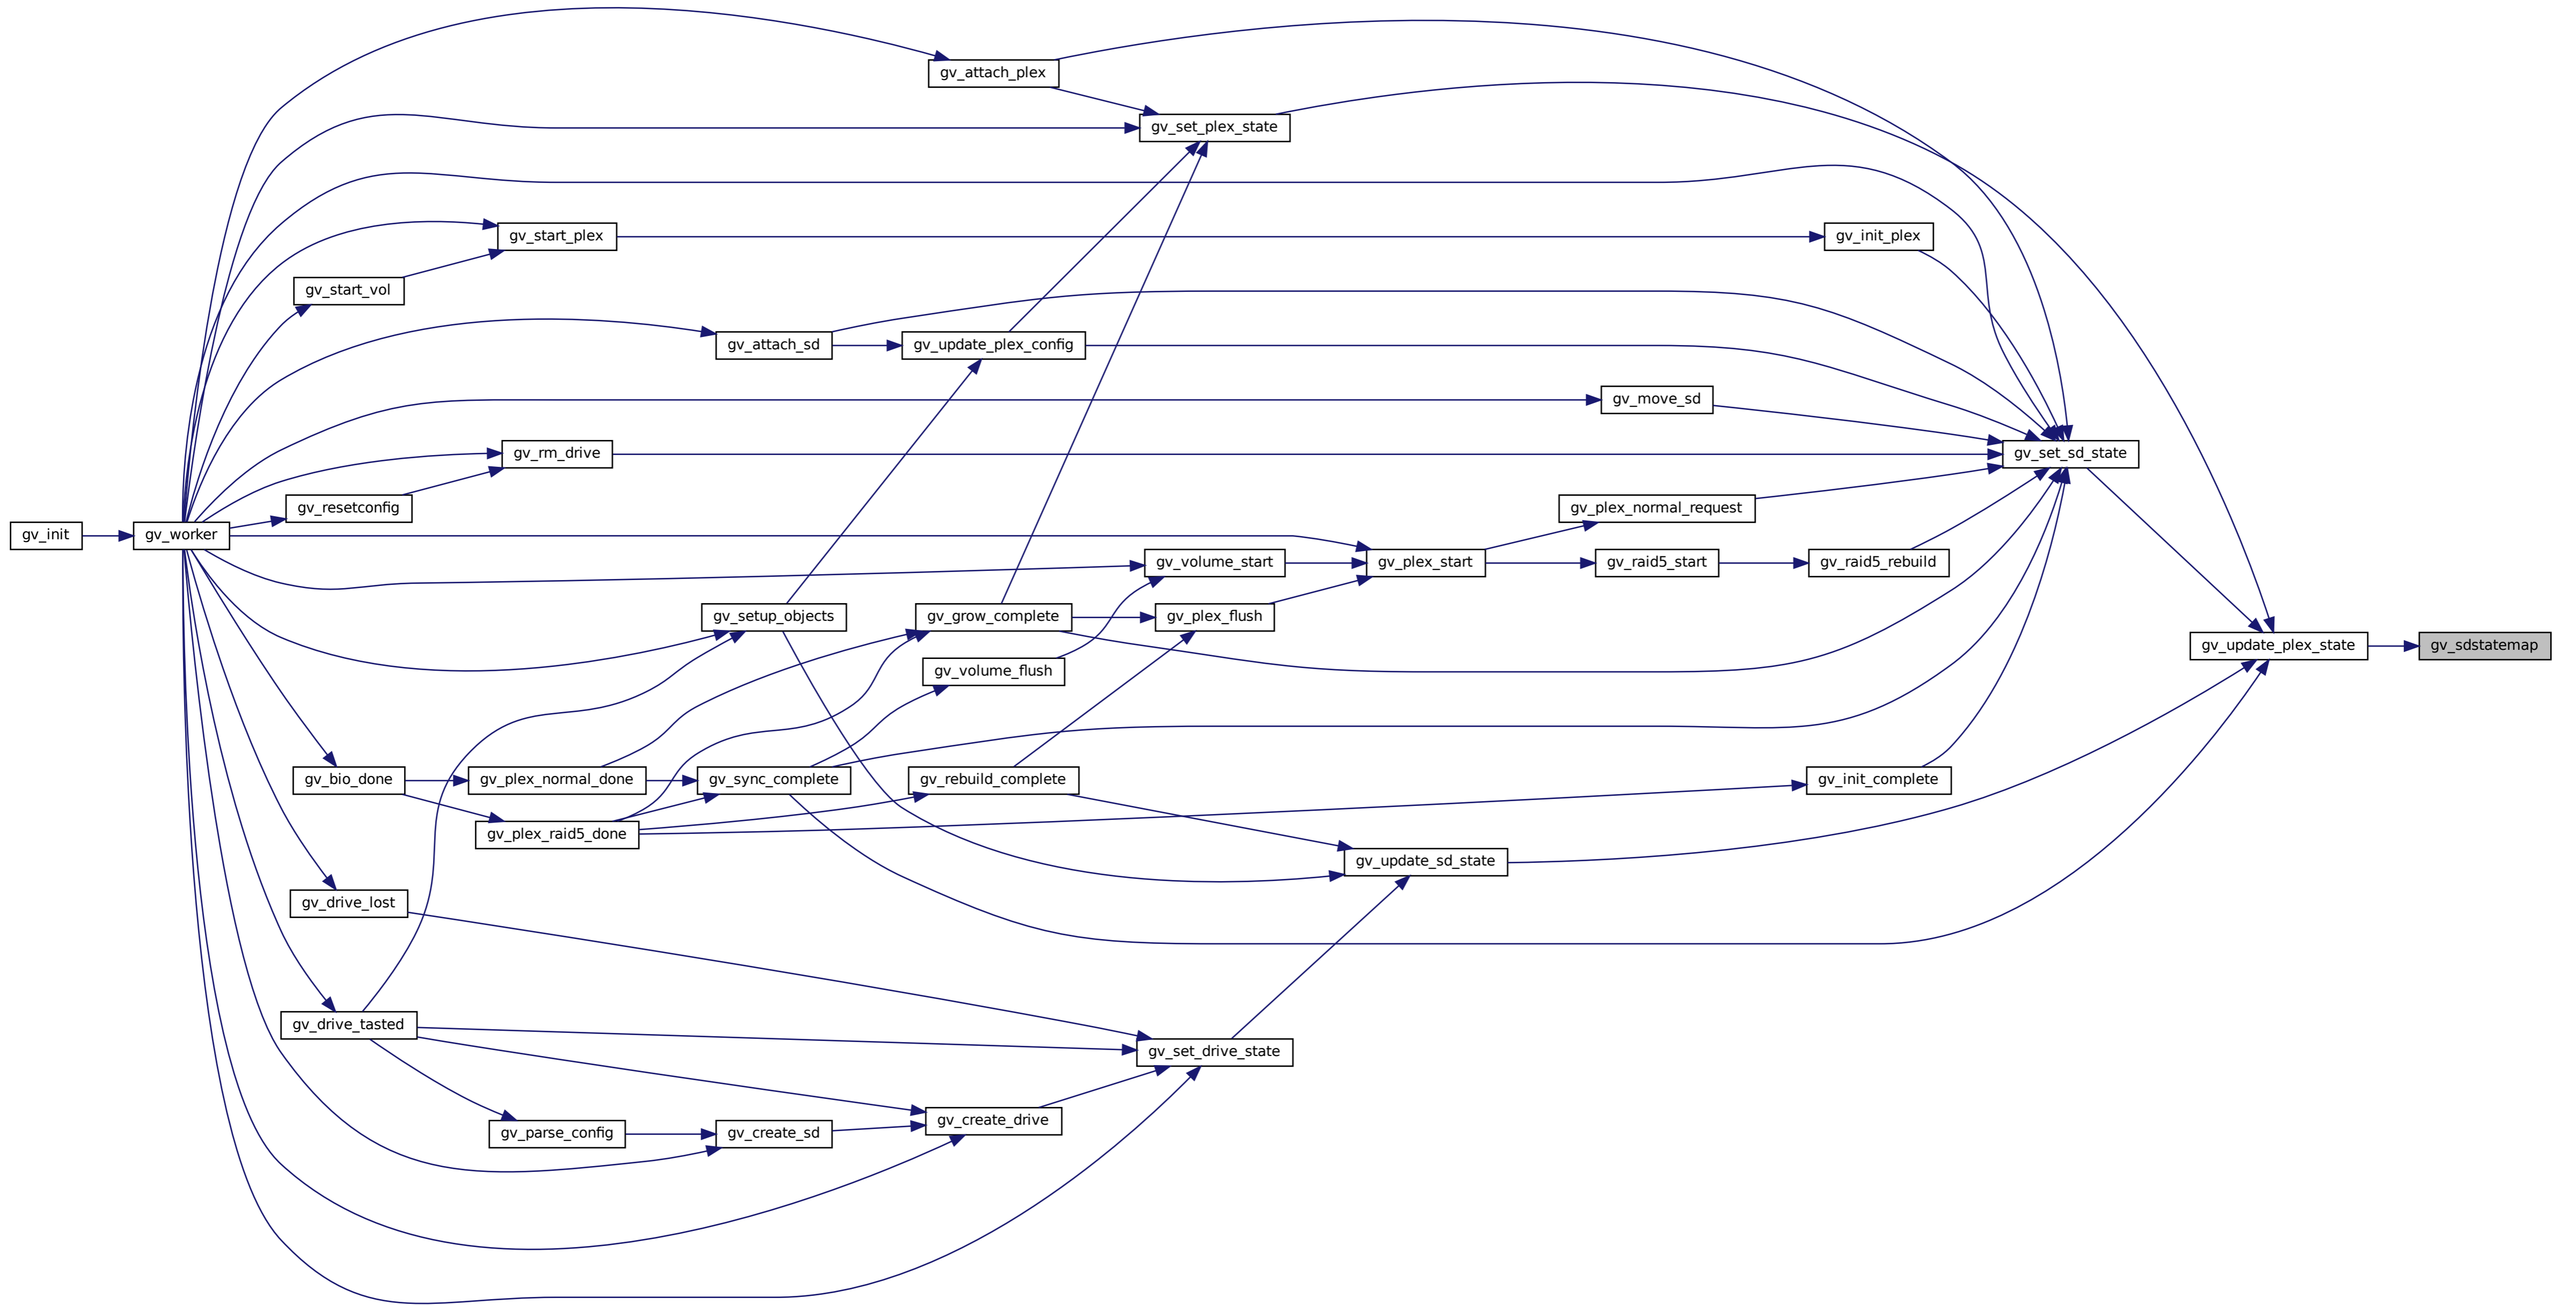 gv_attach_plex
gv_set_plex_state
gv_start_plex
gv_init_plex
gv_start_vol
gv_attach_sd
gv_update_plex_config
gv_move_sd
gv_rm_drive
gv_set_sd_state
gv_resetconfig
gv_plex_normal_request
gv_init
gv_worker
gv_volume_start
gv_plex_start
gv_raid5_start
gv_raid5_rebuild
gv_setup_objects
gv_grow_complete
gv_plex_flush
gv_update_plex_state
gv_sdstatemap
gv_volume_flush
gv_bio_done
gv_plex_normal_done
gv_sync_complete
gv_rebuild_complete
gv_init_complete
gv_plex_raid5_done
gv_update_sd_state
gv_drive_lost
gv_drive_tasted
gv_set_drive_state
gv_create_drive
gv_parse_config
gv_create_sd